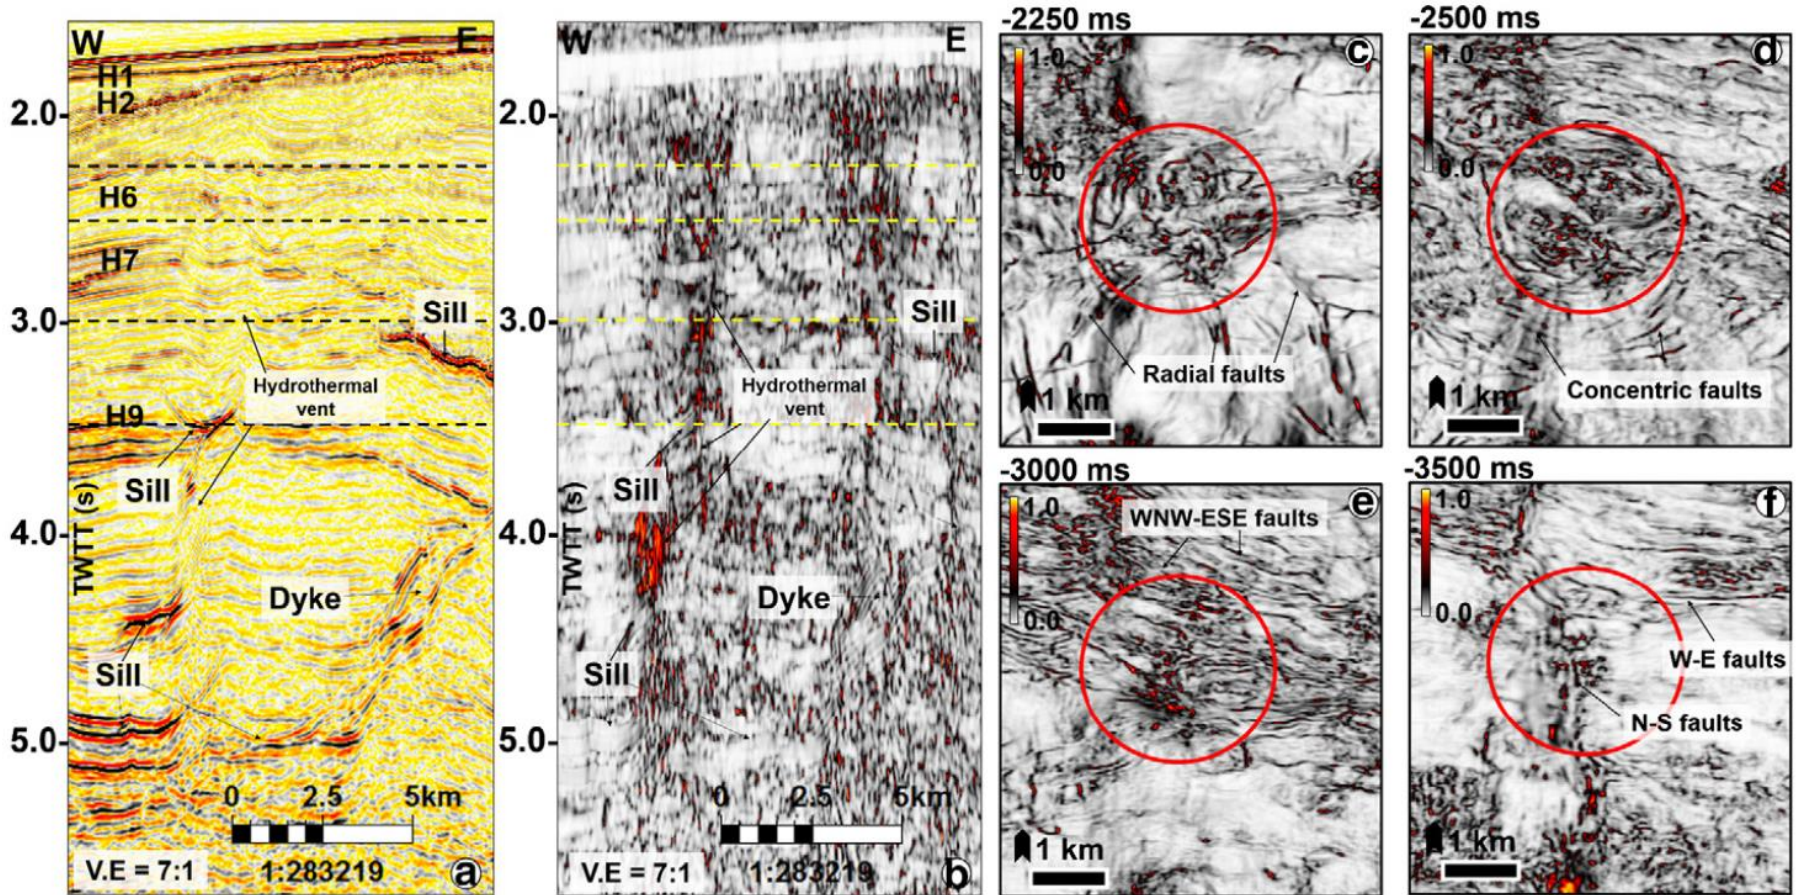 W E
H1
H2
2.0
H6
H7
Sill
3.0
Hydrothermal
vent
H9
Sill
TWTT (s)
4.0
Dyke
Sill
5.0
0 2.5 5km
V.E = 7:1 1:283219 a
W E
2.0
3.0
Sill
Hydrothermal
vent
Sill
TWTT (s)
4.0
Dyke
Sill
5.0
0 2.5 5km
V.E = 7:1 1:283219 b
-2250 ms
c
1.0
0.0
Radial faults
1 km
-2500 ms
d
1.0
0.0
Concentric faults
1 km
-3000 ms
e
1.0
WNW-ESE faults
0.0
1 km
-3500 ms
f
1.0
0.0
W-E faults
N-S faults
1 km